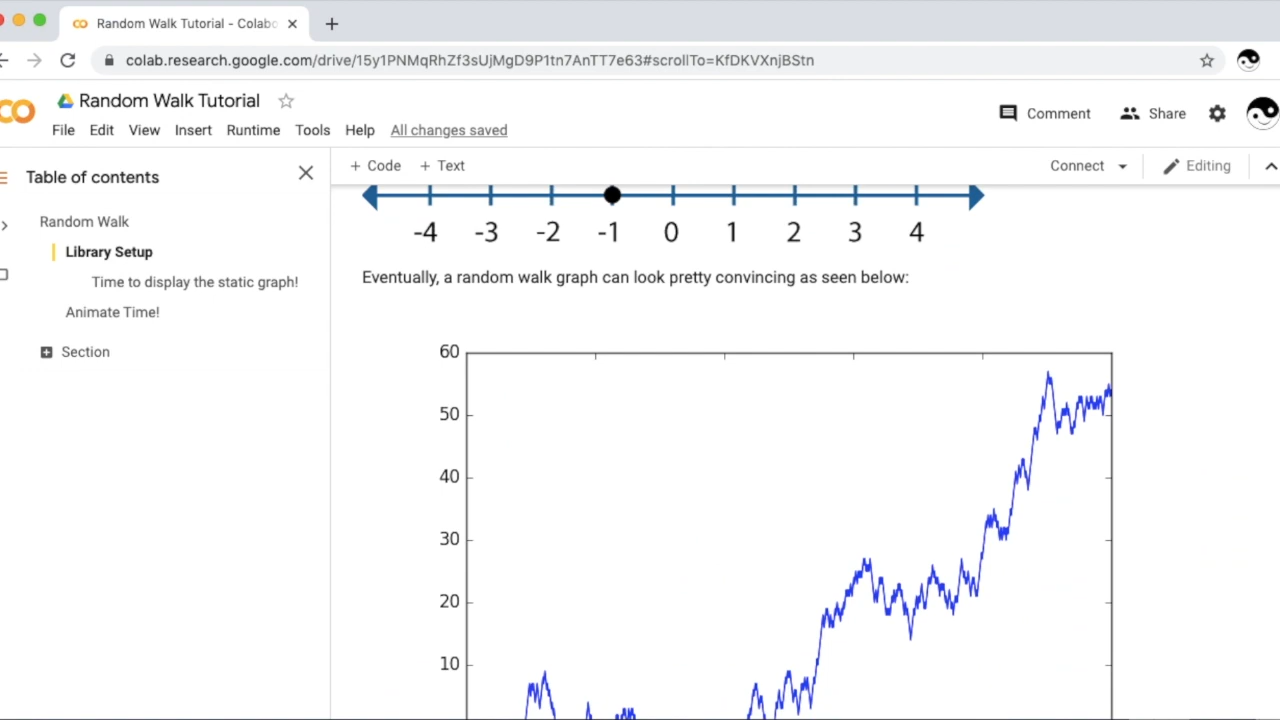 Random Walk Tutorial - Colabo
colab.research.google.com/drive/15y1PNMqRhZf3sUjMgD9P1tn7AnTT7e63#scrollTo=KfDKVXnjBStn
CO
Random Walk Tutorial
Comment Share
File Edit View Insert Runtime Tools Help All changes saved
+ Code + Text Connect Editing
Table of contents
Random Walk
Library Setup
Time to display the static graph!
Animate Time!
Section
-4 -3 -2 -1 0 1 2 3 4
Eventually, a random walk graph can look pretty convincing as seen below:
60
50
40
30
20
10